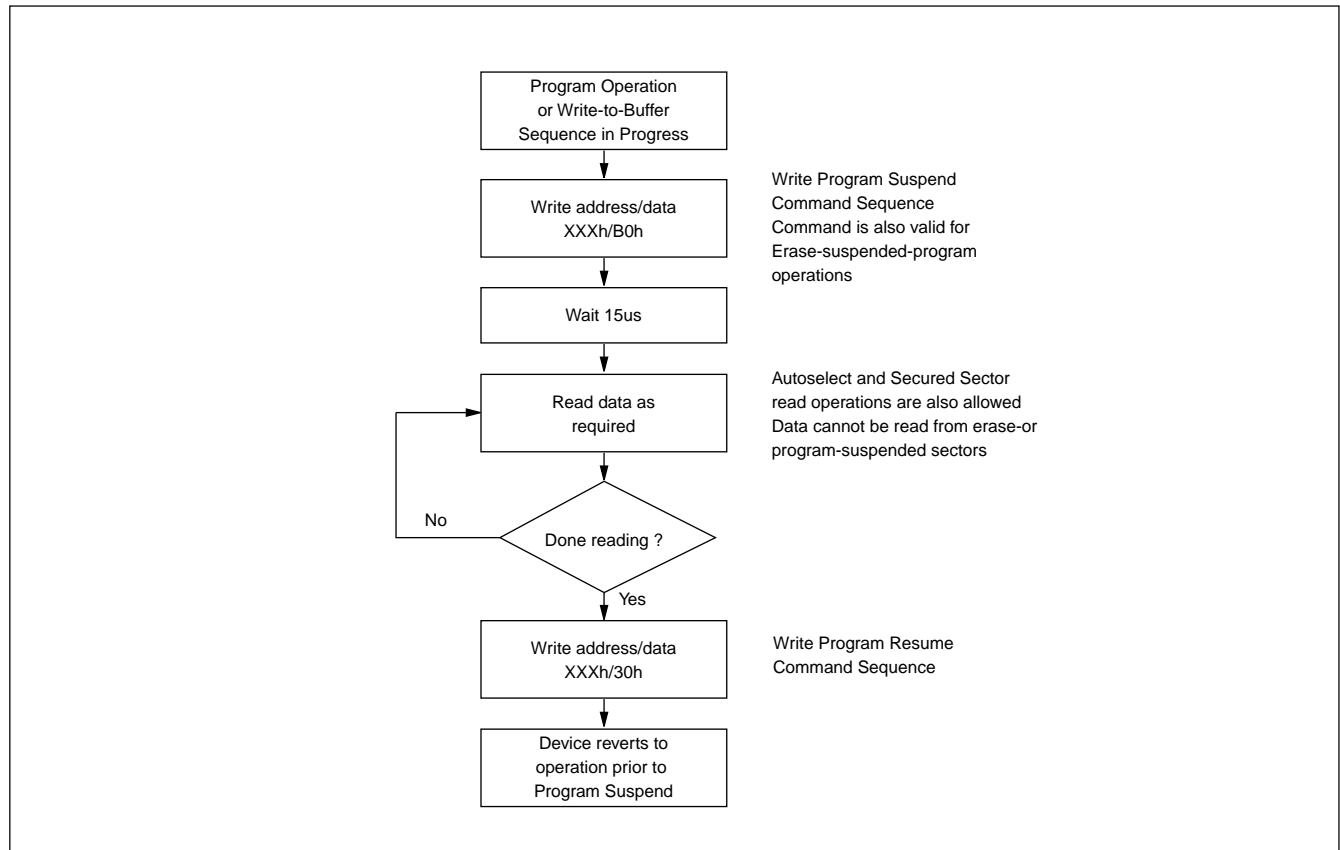 Program Operation
or Write-to-Buffer
Sequence in Progress
Write address/data
XXXh/B0h
Write Program Suspend
Command Sequence
Command is also valid for
Erase-suspended-program
operations
Wait 15us
Read data as
required
Autoselect and Secured Sector
read operations are also allowed
Data cannot be read from erase-or
program-suspended sectors
No
Done reading ?
Yes
Write address/data
XXXh/30h
Write Program Resume
Command Sequence
Device reverts to
operation prior to
Program Suspend